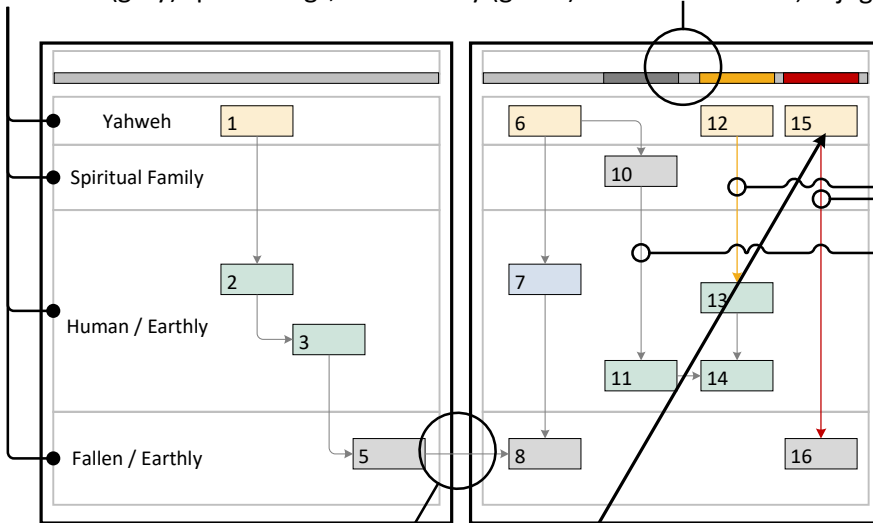 Yahweh 1 6 12 15
Spiritual Family 10
2 7
13
Human / Earthly 3
11 14
Fallen / Earthly 5 8 16